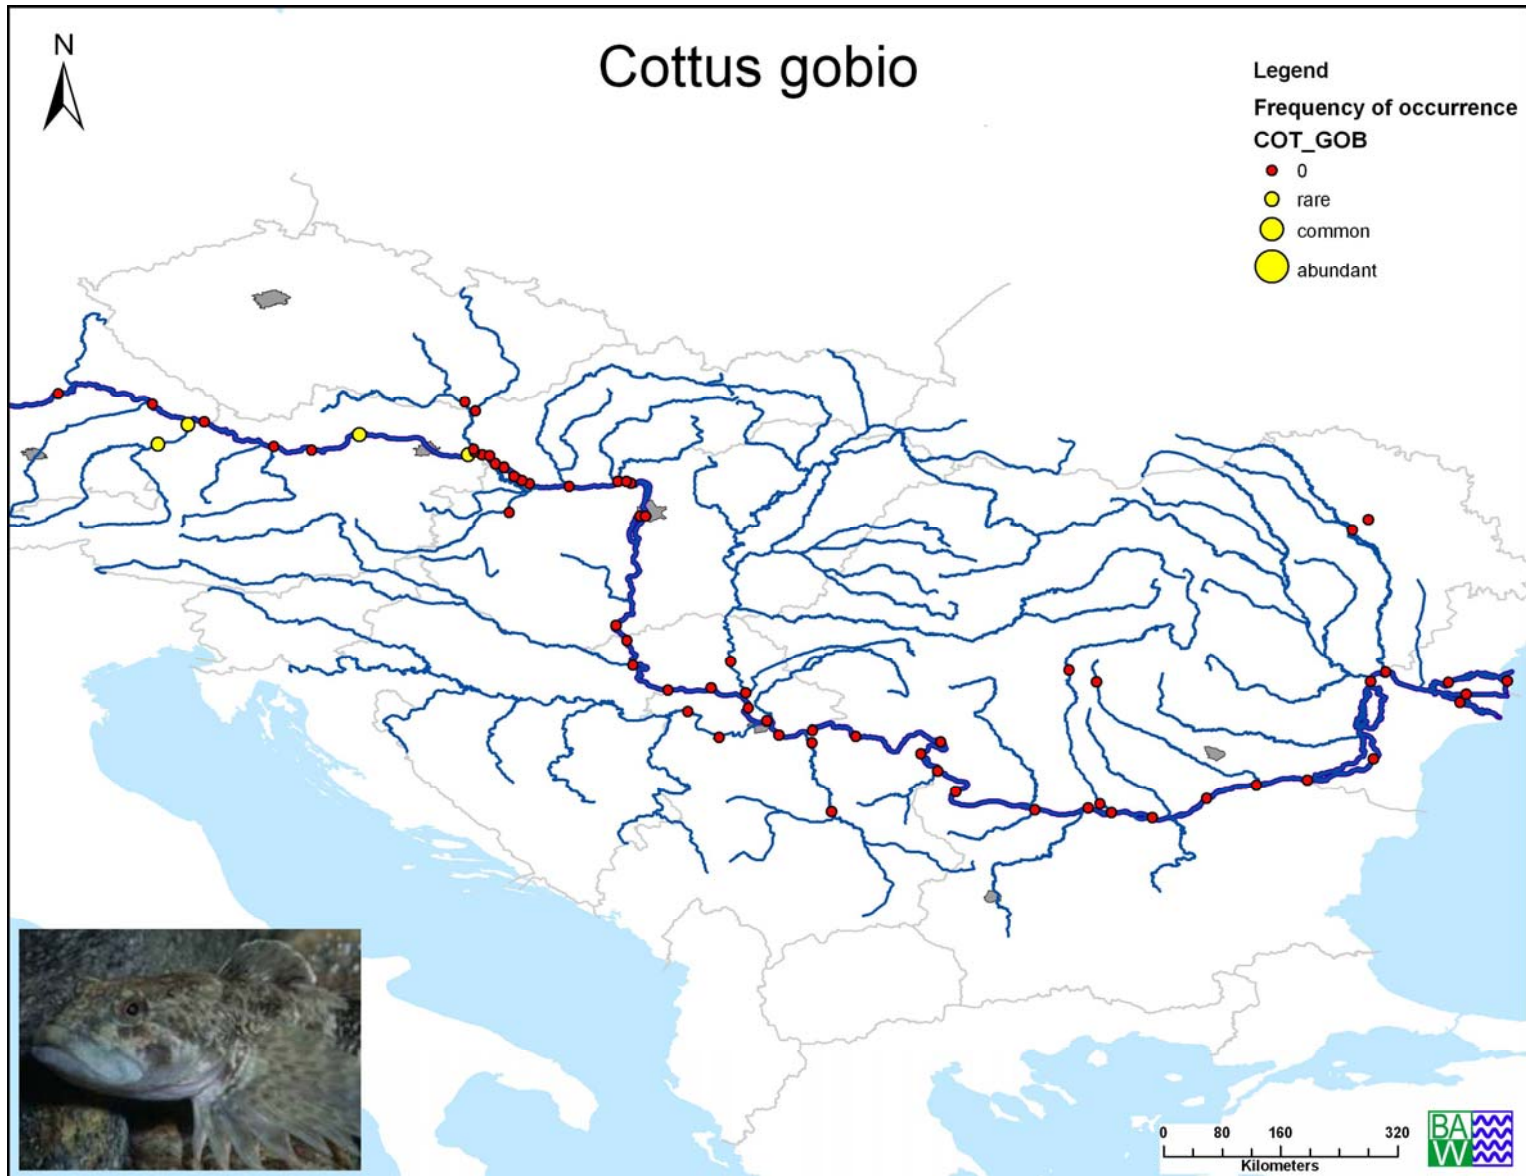 Cottus gobio
N
Legend
Frequency of occurrence
COT_GOB
0
rare
common
abundant
0 80 160 320
Kilometers
BA
W